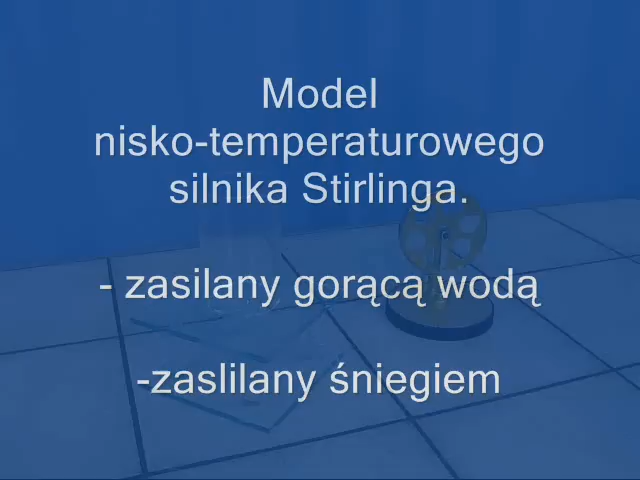 Model
nisko-temperaturowego
silnika Stirlinga.
- zasilany gorącą wodą
-zaslilany śniegiem